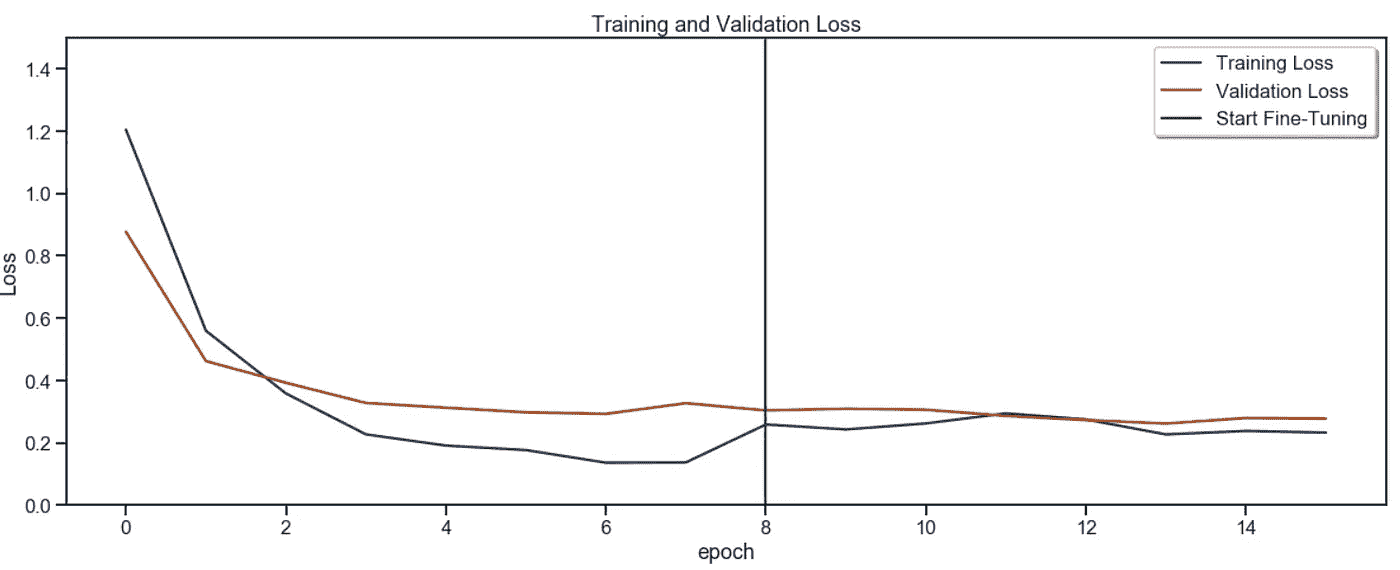 Training and Validation Loss
Training Loss
Validation Loss
Start Fine-Tuning
1.4
1.2
1.0
0.8
0.6
0.4
0.2
0.0
Loss
0 2 4 6 8 10 12 14
epoch